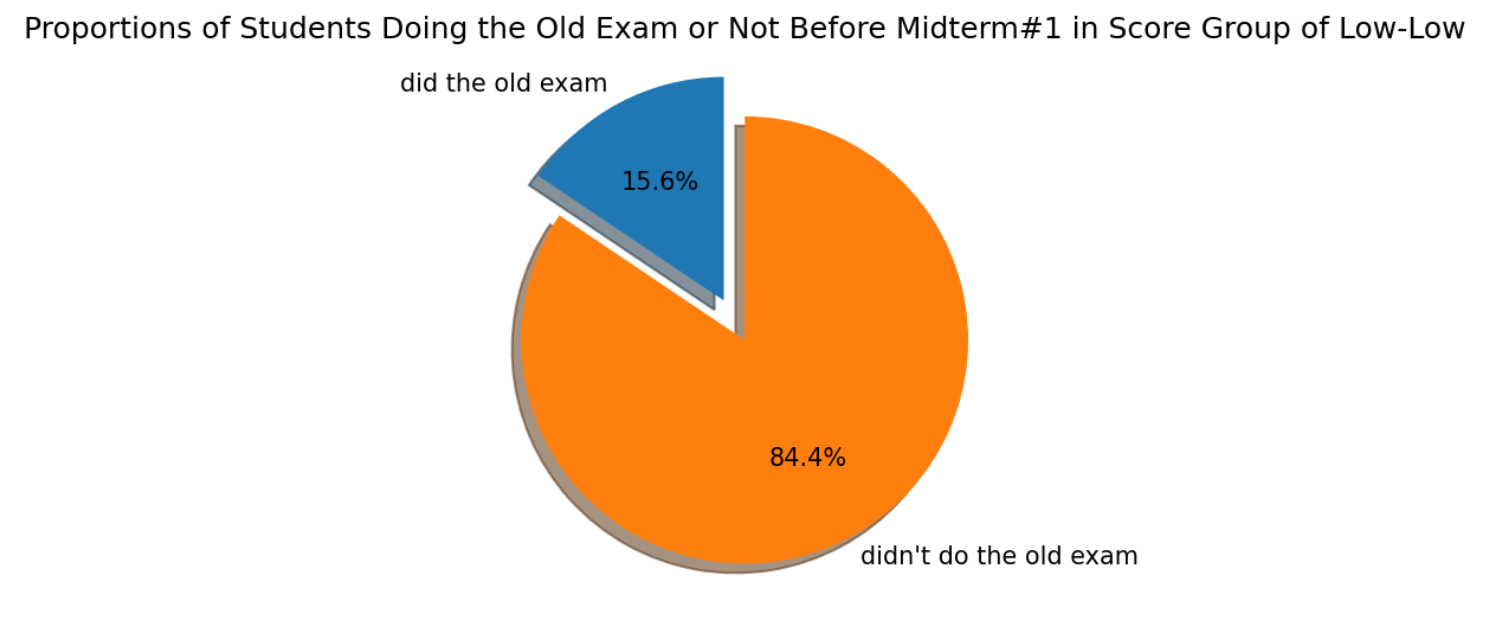 Proportions of Students Doing the Old Exam or Not Before Midterm#1 in Score Group of Low-Low
did the old exam
15.6%
84.4%
didn't do the old exam